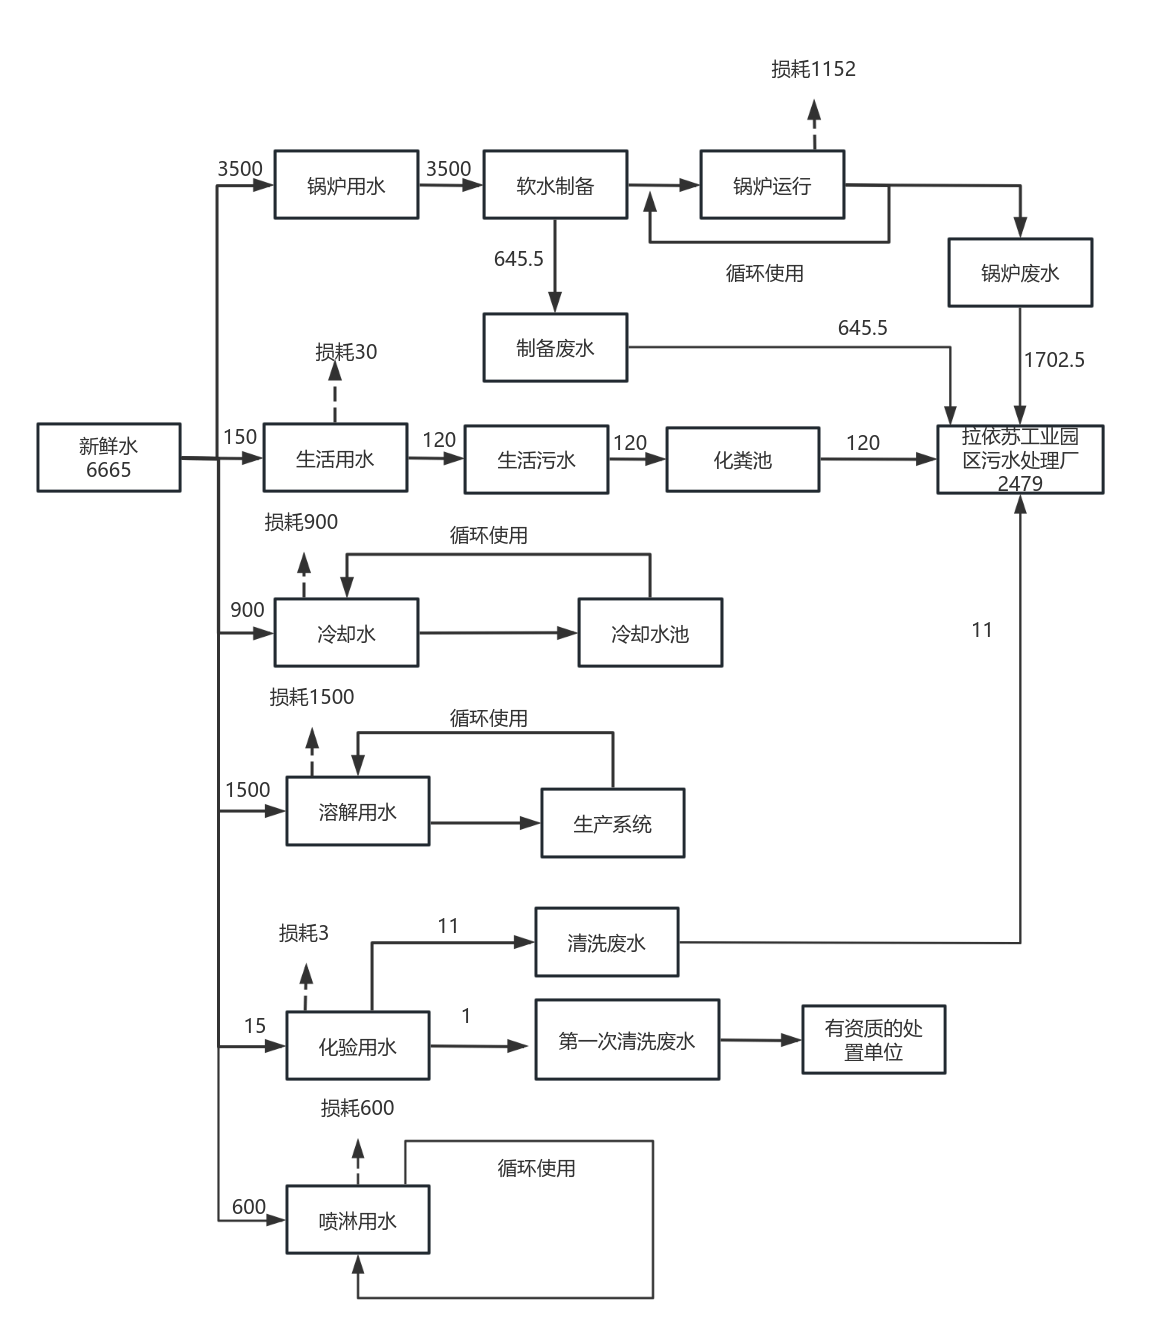 损耗1152
3500
锅炉用水
3500
软水制备
锅炉运行
645.5
循环使用
锅炉废水
制备废水
645.5
1702.5
损耗30
新鲜水
6665
150
生活用水
120
生活污水
120
化粪池
120
拉依苏工业园
区污水处理厂
2479
损耗900
循环使用
900
冷却水
冷却水池
11
损耗1500
循环使用
1500
溶解用水
生产系统
损耗3
11
清洗废水
15
化验用水
1
第一次清洗废水
有资质的处
置单位
损耗600
循环使用
600
喷淋用水